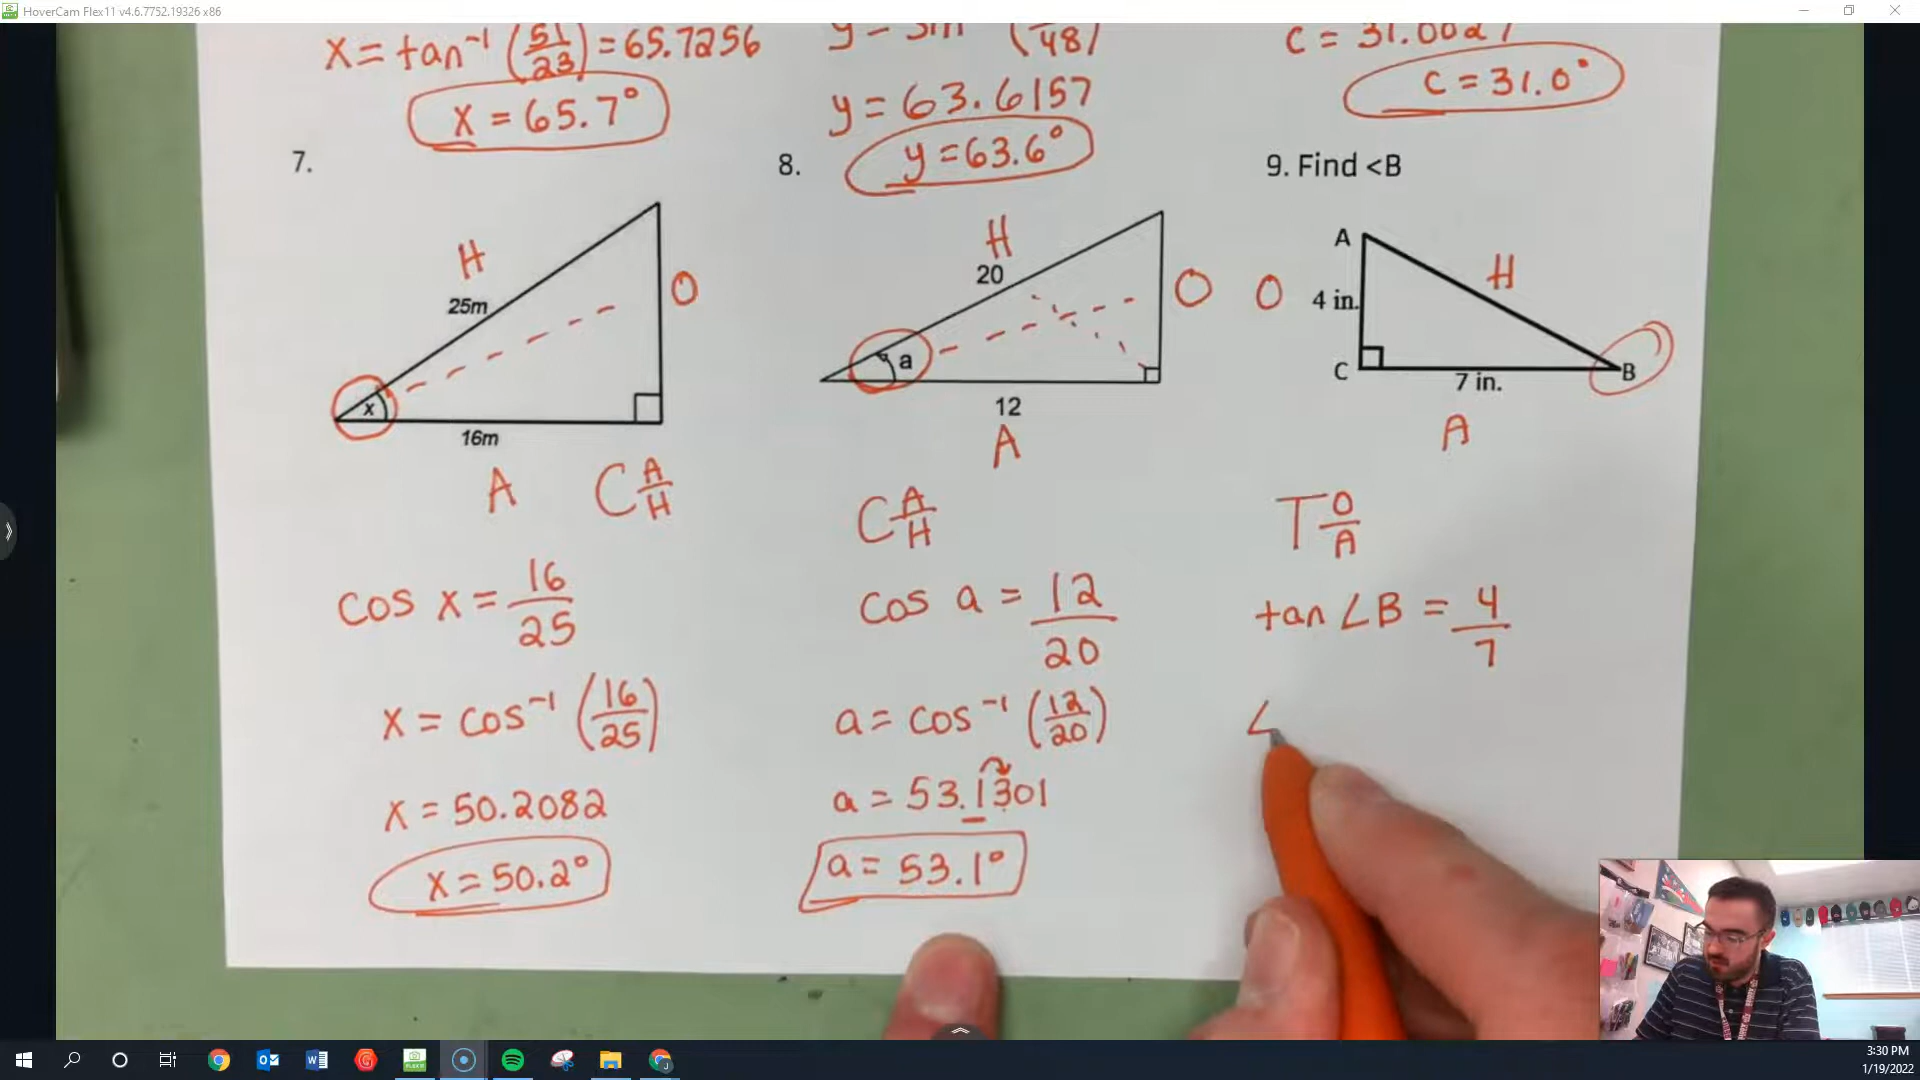 HoverCam Flex11 v4.6.7752.19326 x86
x = tan⁻¹ (51/23) = 65.7256
x = 65.7°
48)
y = 63.6157
y = 63.6°
c = 31.0027
c = 31.0°
7.
H
25m
O
x
16m
A
C A/H
cos x = 16/25
x = cos⁻¹ (16/25)
x = 50.2082
x = 50.2°
8.
H
20
O
a
12
A
C A/H
cos a = 12/20
a = cos⁻¹ (12/20)
a = 53.1301
a = 53.1°
9. Find <B
A
H
O
4 in.
C
7 in.
B
A
T O/A
tan ∠B = 4/7
∠
3:30 PM
1/19/2022